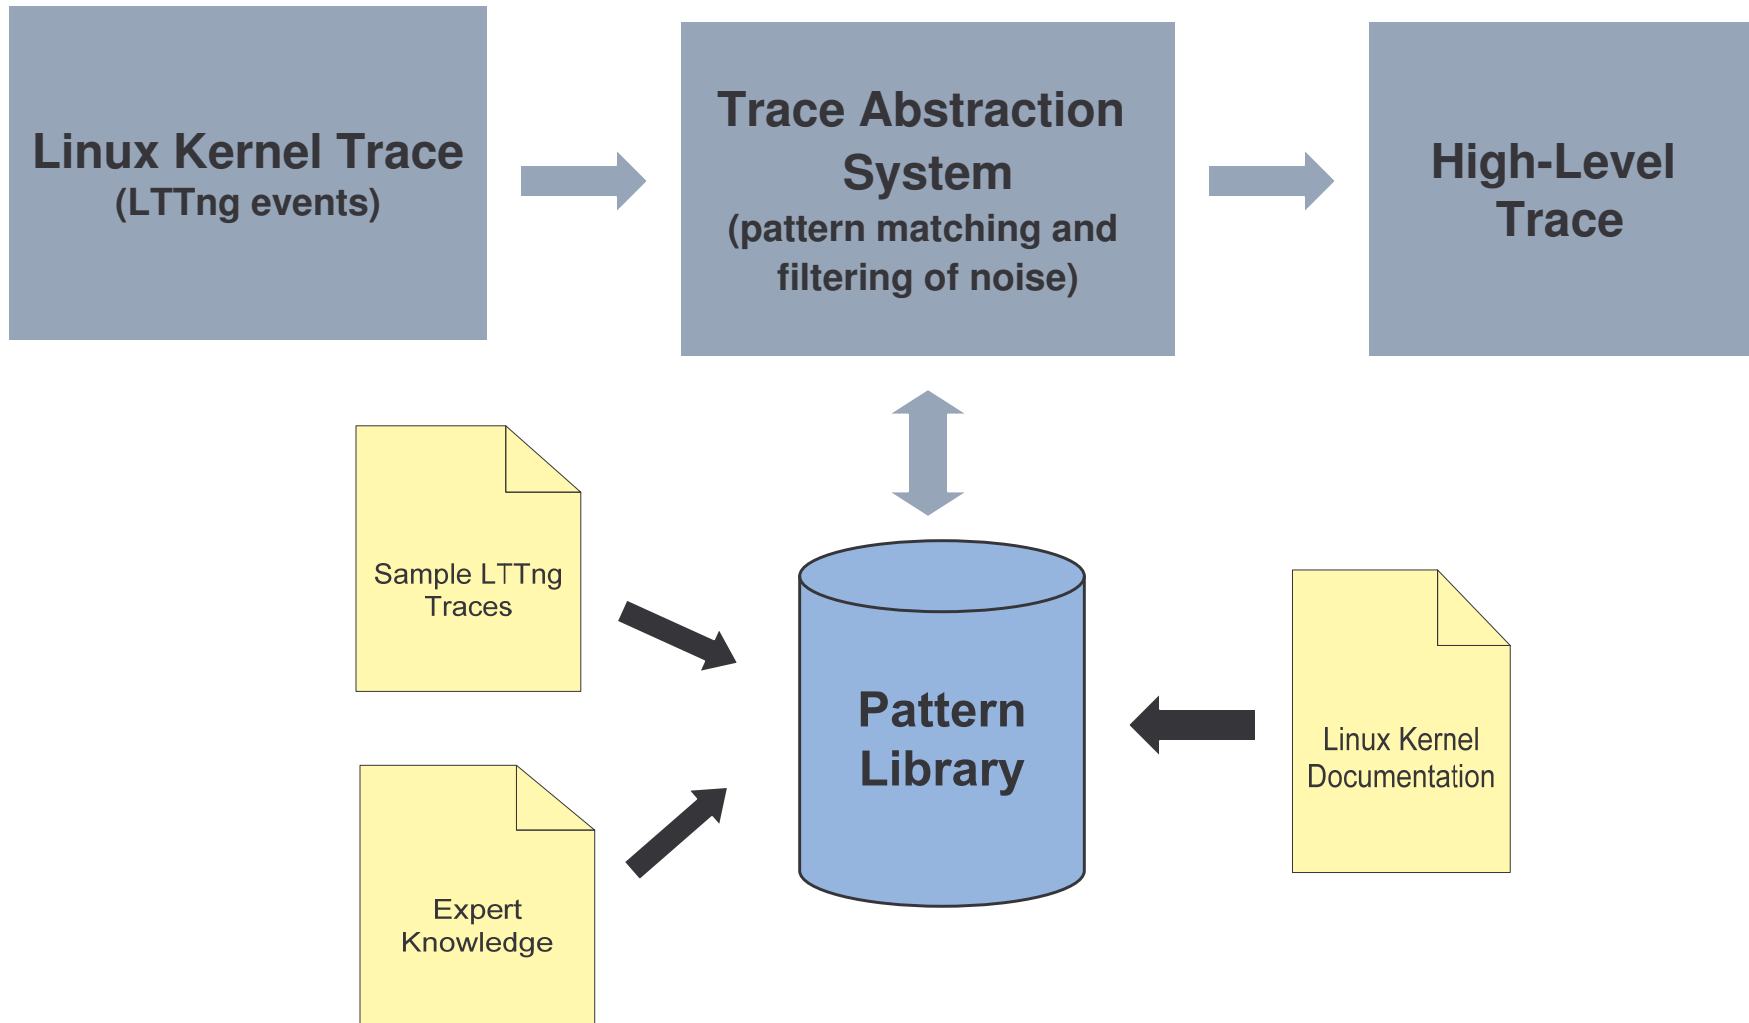 Linux Kernel Trace
(LTTng events)
Trace Abstraction
System
(pattern matching and
filtering of noise)
High-Level
Trace
Sample LTTng
Traces
Pattern
Library
Linux Kernel
Documentation
Expert
Knowledge